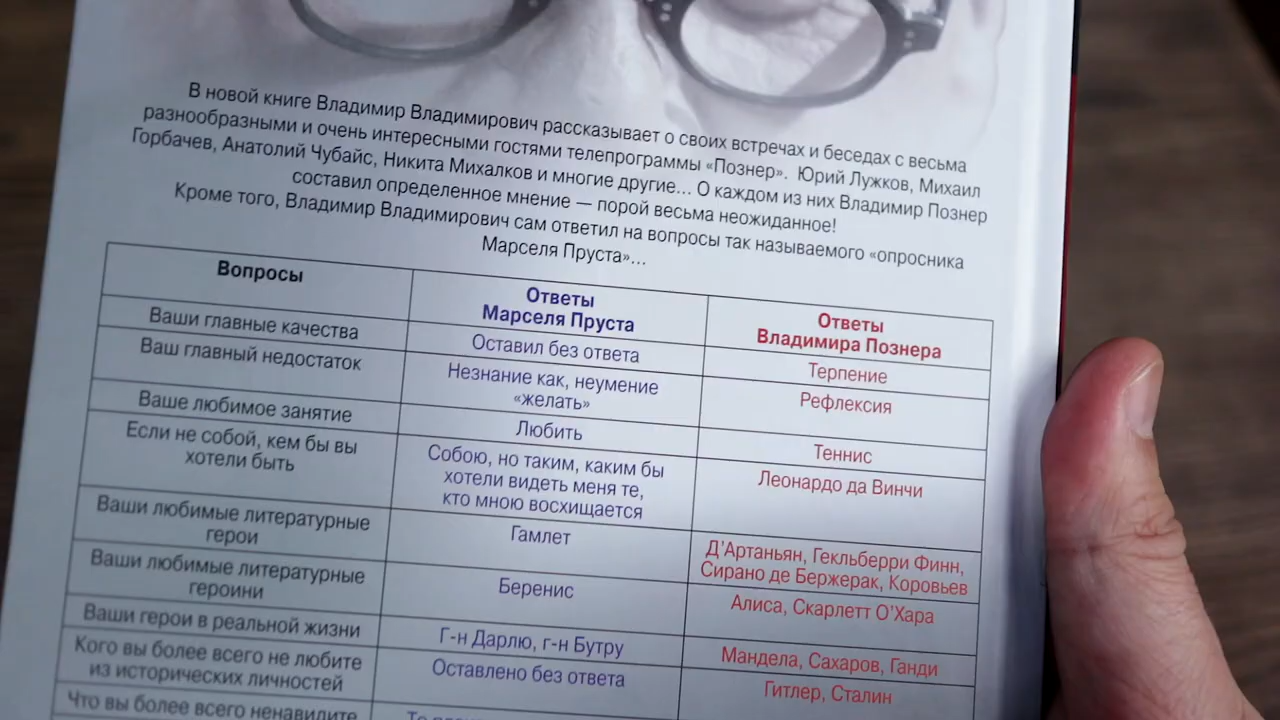 В новой книге Владимир Владимирович рассказывает о своих встречах и беседах с весьма
разнообразными и очень интересными гостями телепрограммы «Познер». Юрий Лужков, Михаил
Горбачев, Анатолий Чубайс, Никита Михалков и многие другие... О каждом из них Владимир Познер
составил определенное мнение — порой весьма неожиданное!
Кроме того, Владимир Владимирович сам ответил на вопросы так называемого «опросника
Марселя Пруста»...
Вопросы
Ответы
Марселя Пруста
Ответы
Владимира Познера
Ваши главные качества
Оставил без ответа
Терпение
Ваш главный недостаток
Незнание как, неумение
«желать»
Рефлексия
Ваше любимое занятие
Любить
Теннис
Если не собой, кем бы вы
хотели быть
Собою, но таким, каким бы
хотели видеть меня те,
кто мною восхищается
Леонардо да Винчи
Ваши любимые литературные
герои
Гамлет
Д’Артаньян, Гекльберри Финн,
Сирано де Бержерак, Коровьев
Ваши любимые литературные
героини
Беренис
Алиса, Скарлетт О’Хара
Ваши герои в реальной жизни
Г-н Дарлю, г-н Бутру
Мандела, Сахаров, Ганди
Кого вы более всего не любите
из исторических личностей
Оставлено без ответа
Гитлер, Сталин
Что вы более всего ненавидите